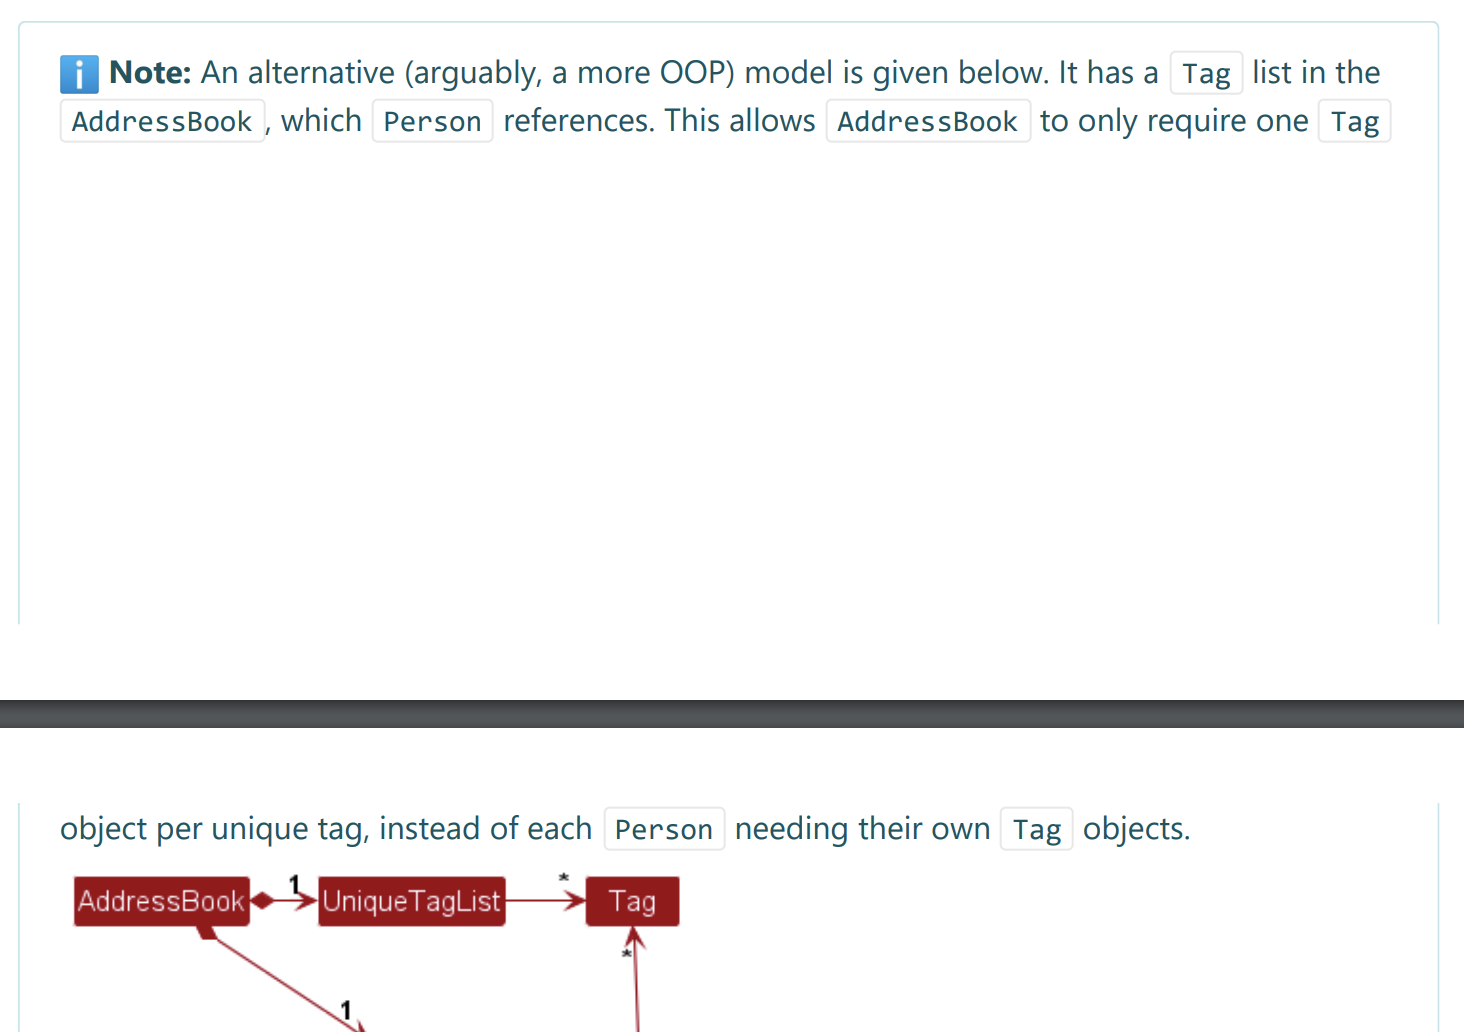 ℹ️ Note: An alternative (arguably, a more OOP) model is given below. It has a Tag list in the
AddressBook, which Person references. This allows AddressBook to only require one Tag
object per unique tag, instead of each Person needing their own Tag objects.
AddressBook 1 UniqueTagList * Tag
*
1